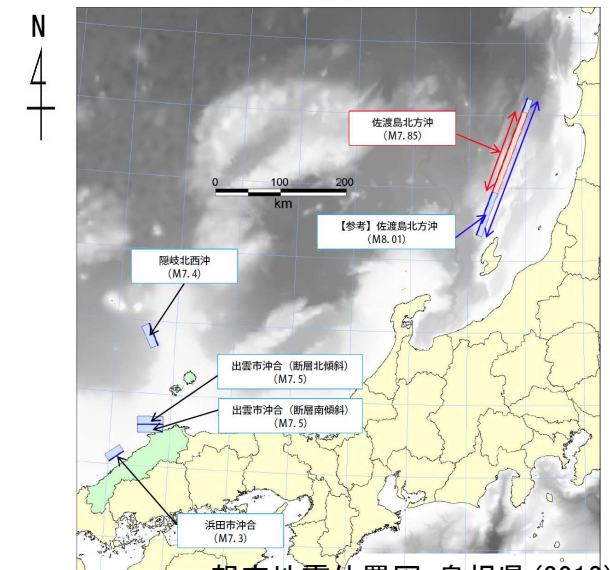 N
佐渡島北方沖
（M7.85）
0 100 200
km
【参考】佐渡島北方沖
（M8.01）
隠岐北西沖
（M7.4）
出雲市沖合（断層北傾斜）
（M7.5）
出雲市沖合（断層南傾斜）
（M7.5）
浜田市沖合
（M7.3）